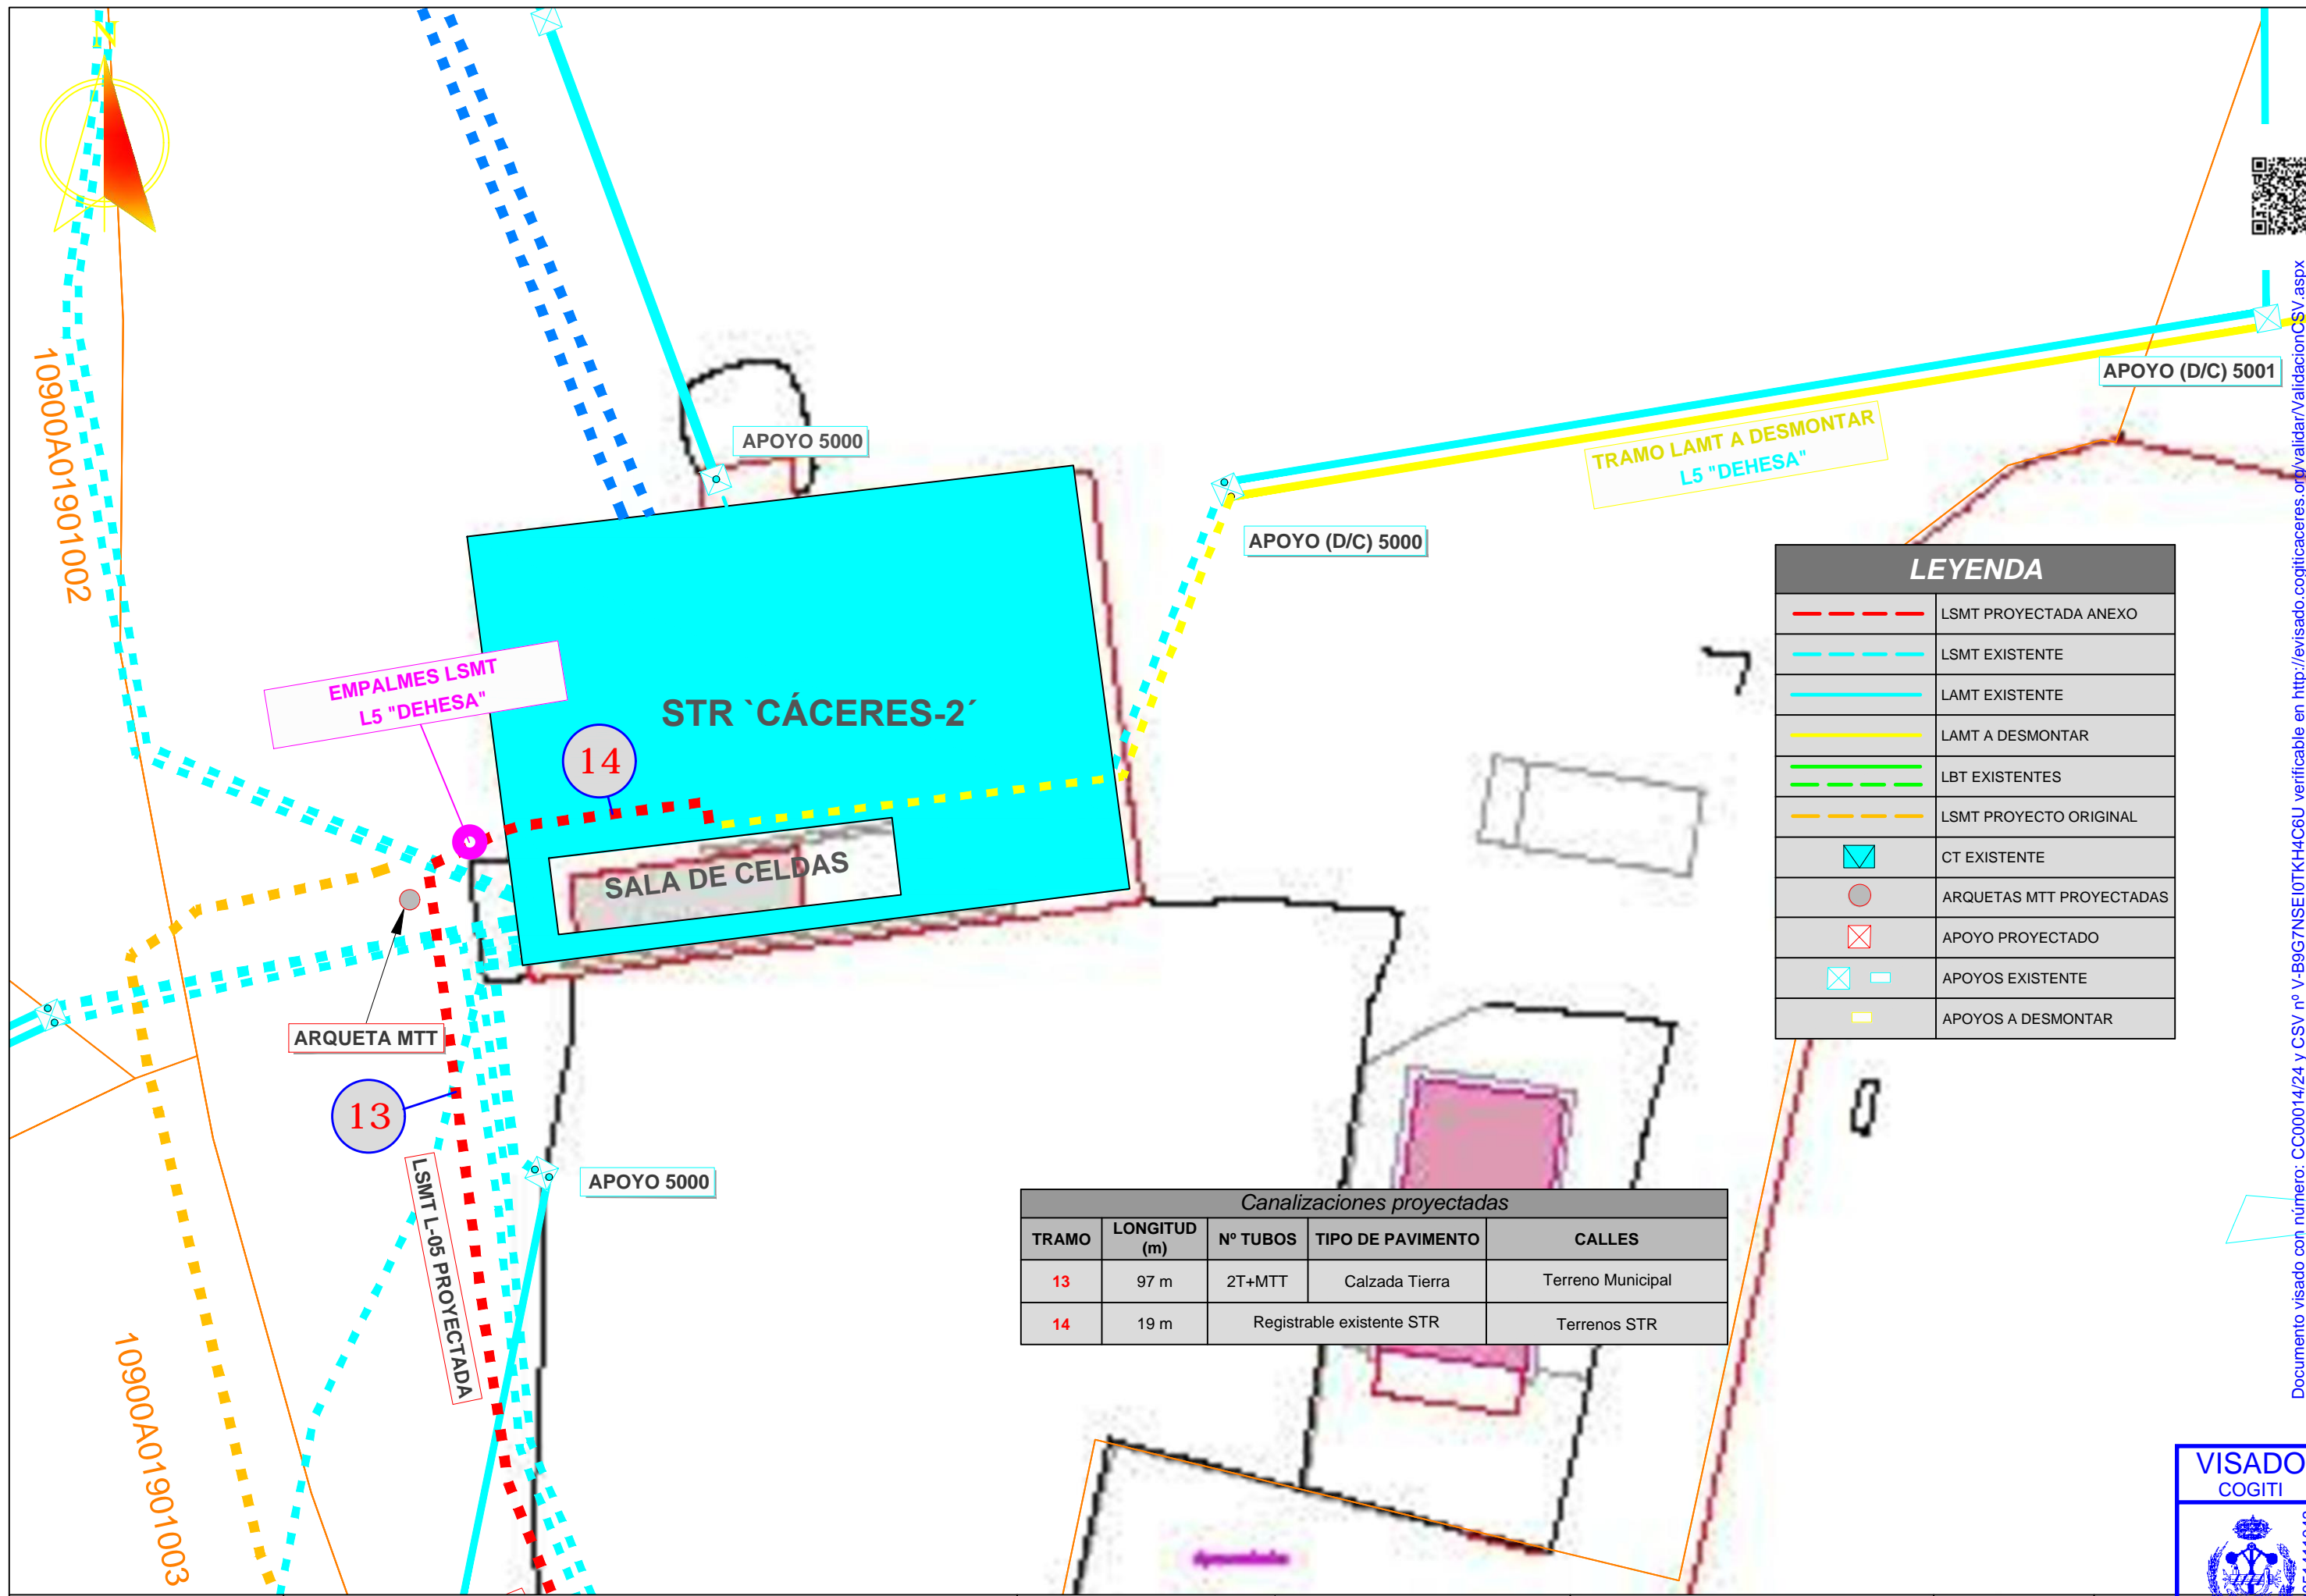 N
10900A01901002
APOYO 5000
APOYO (D/C) 5001
TRAMO LAMT A DESMONTAR
L5 "DEHESA"
APOYO (D/C) 5000
EMPALMES LSMT
L5 "DEHESA"
STR `CÁCERES-2´
14
SALA DE CELDAS
ARQUETA MTT
13
LSMT L-05 PROYECTADA
APOYO 5000
10900A01901003
LEYENDA
LSMT PROYECTADA ANEXO
LSMT EXISTENTE
LAMT EXISTENTE
LAMT A DESMONTAR
LBT EXISTENTES
LSMT PROYECTO ORIGINAL
CT EXISTENTE
ARQUETAS MTT PROYECTADAS
APOYO PROYECTADO
APOYOS EXISTENTE
APOYOS A DESMONTAR
Canalizaciones proyectadas
TRAMO LONGITUD (m) Nº TUBOS TIPO DE PAVIMENTO CALLES
13 97 m 2T+MTT Calzada Tierra Terreno Municipal
14 19 m Registrable existente STR Terrenos STR
Documento visado con número: CC00014/24 y CSV nº V-B9G7NSEI0TKH4C6U verificable en http://evisado.cogiticaceres.org/validar/ValidacionCSV.aspx
VISADO
COGITI